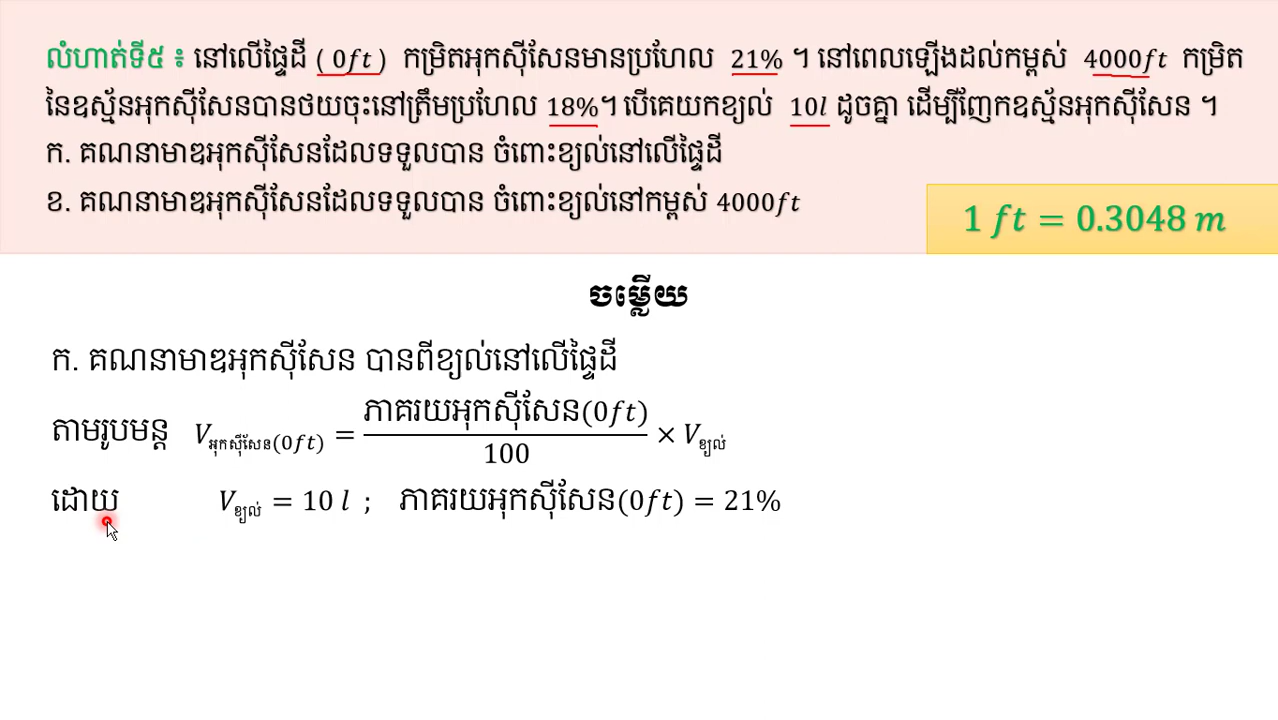 លំហាត់ទី៥ ៖ នៅលើផ្ទៃដី ( 0ft ) កម្រិតអុកស៊ីសែនមានប្រហែល 21% ។ នៅពេលឡើងដល់កម្ពស់ 4000ft កម្រិត
នៃឧស្ម័នអុកស៊ីសែនបានថយចុះនៅត្រឹមប្រហែល 18%។ បើគេយកខ្យល់ 10l ដូចគ្នា ដើម្បីញែកឧស្ម័នអុកស៊ីសែន ។
ក. គណនាមាឌអុកស៊ីសែនដែលទទួលបាន ចំពោះខ្យល់នៅលើផ្ទៃដី
ខ. គណនាមាឌអុកស៊ីសែនដែលទទួលបាន ចំពោះខ្យល់នៅកម្ពស់ 4000ft
1 ft = 0.3048 m
ចម្លើយ
ក. គណនាមាឌអុកស៊ីសែន បានពីខ្យល់នៅលើផ្ទៃដី
តាមរូបមន្ត V អុកស៊ីសែន(0ft) = ភាគរយអុកស៊ីសែន(0ft) / 100 × V ខ្យល់
ដោយ V ខ្យល់ = 10 l ; ភាគរយអុកស៊ីសែន(0ft) = 21%